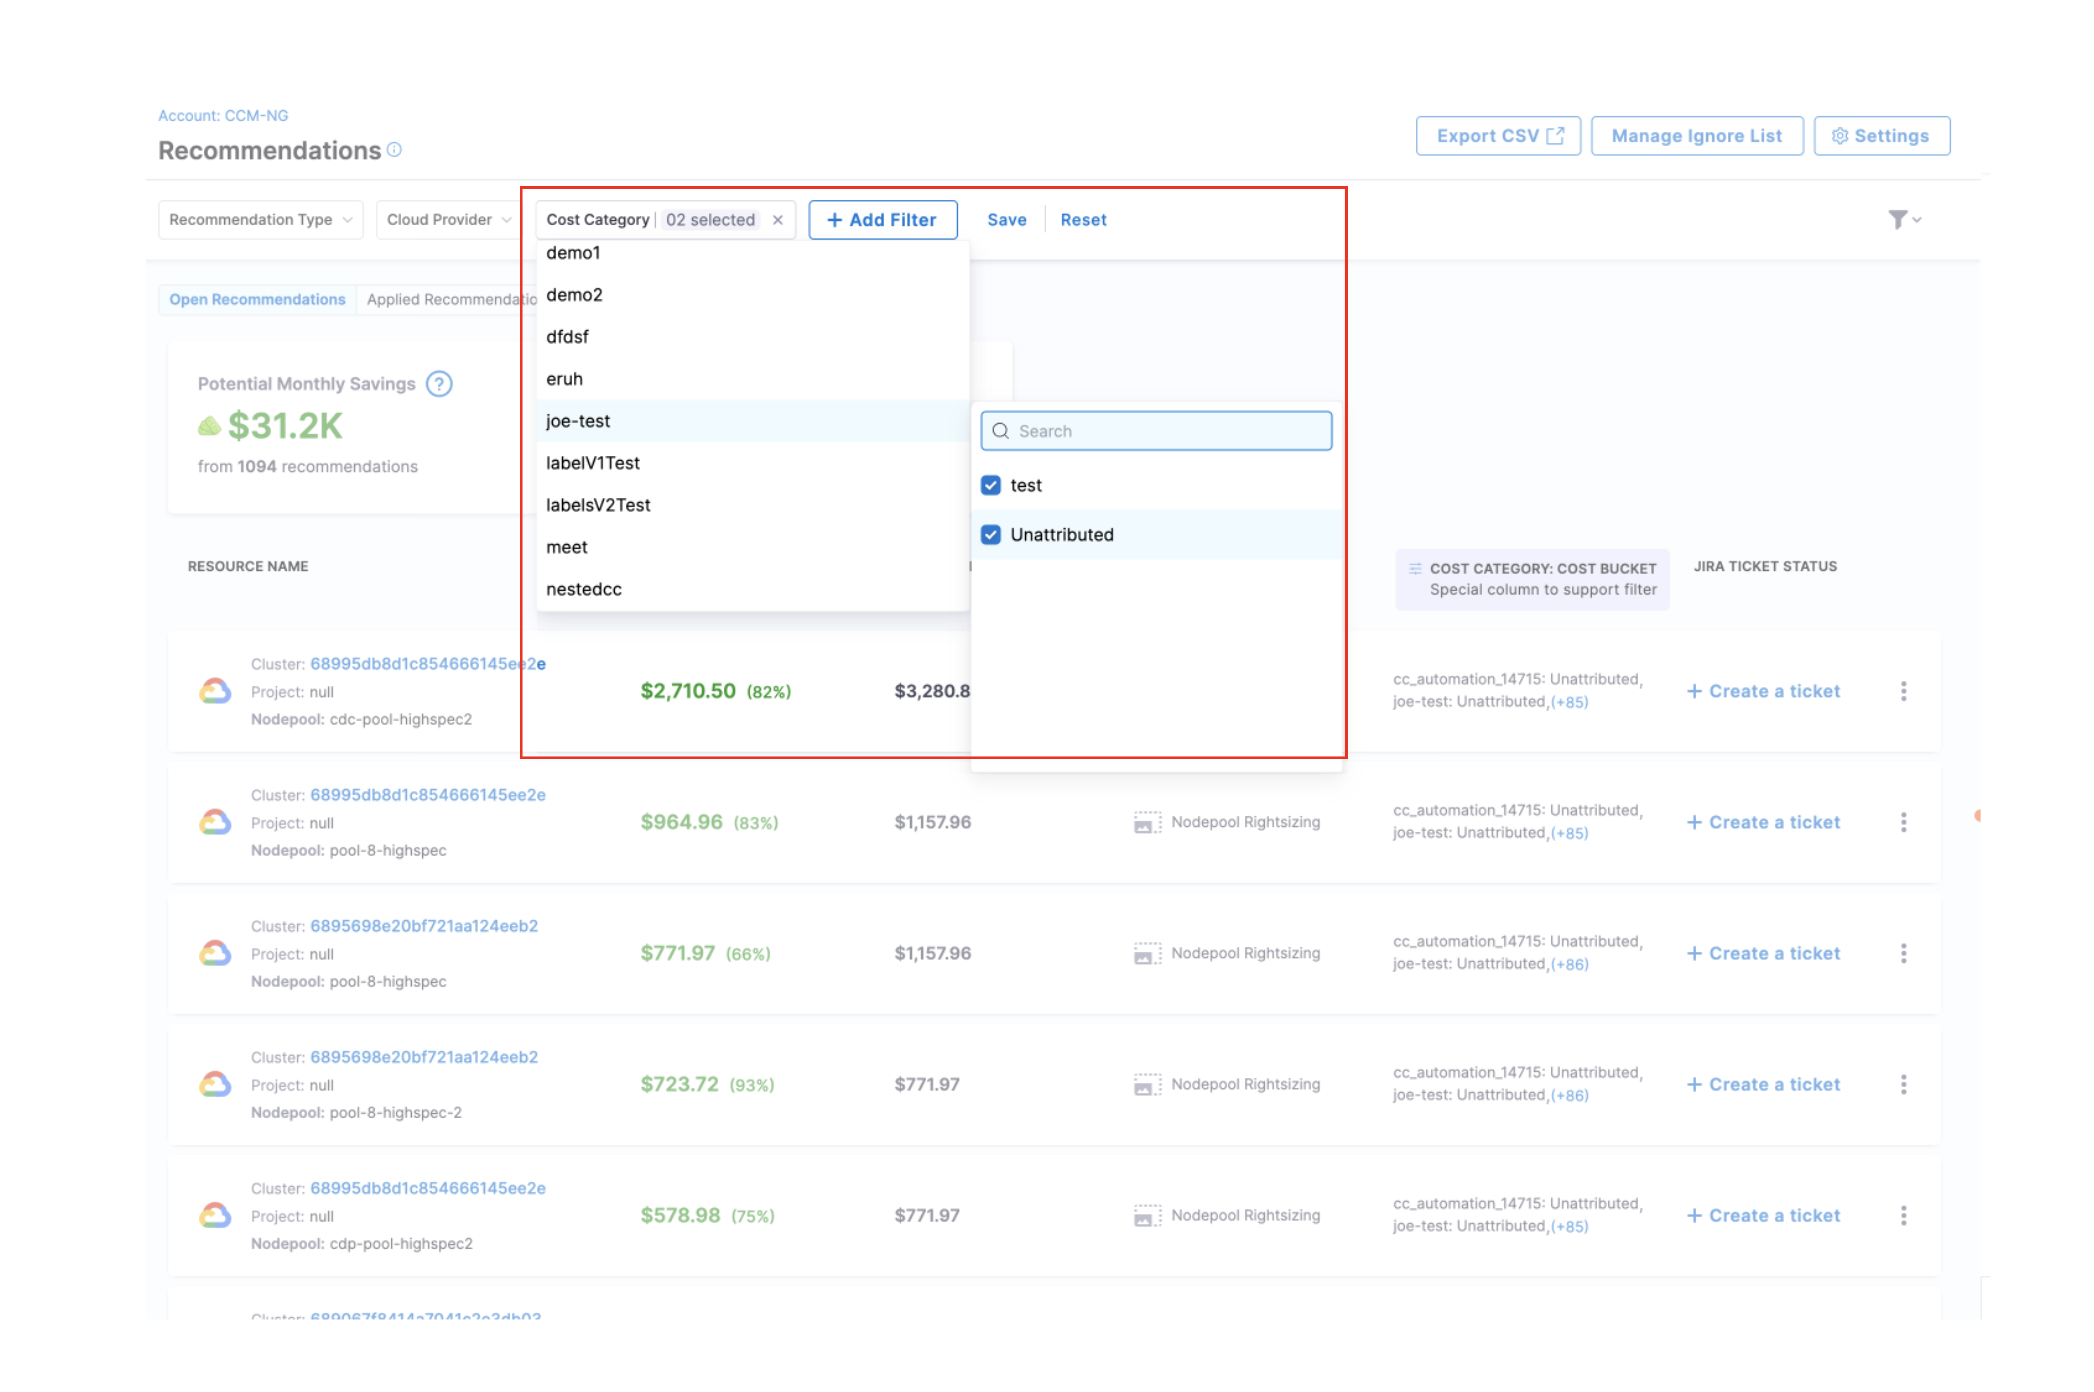 Account: CCM-NG
Recommendations
Export CSV
Manage Ignore List
Settings
Recommendation Type
Cloud Provider
Cost Category | 02 selected ×
+ Add Filter
Save
Reset
demo1
demo2
dfdsf
eruh
joe-test
labelV1Test
labelsV2Test
meet
nestedcc
Search
test
Unattributed
Open Recommendations
Applied Recommendatio
Potential Monthly Savings ?
$31.2K
from 1094 recommendations
RESOURCE NAME
COST CATEGORY: COST BUCKET
Special column to support filter
JIRA TICKET STATUS
Cluster: 68995db8d1c854666145ee2e
Project: null
Nodepool: cdc-pool-highspec2
$2,710.50 (82%)
$3,280.8
cc_automation_14715: Unattributed,
joe-test: Unattributed,(+85)
+ Create a ticket
Cluster: 68995db8d1c854666145ee2e
Project: null
Nodepool: pool-8-highspec
$964.96 (83%)
$1,157.96
Nodepool Rightsizing
cc_automation_14715: Unattributed,
joe-test: Unattributed,(+85)
+ Create a ticket
Cluster: 6895698e20bf721aa124eeb2
Project: null
Nodepool: pool-8-highspec
$771.97 (66%)
$1,157.96
Nodepool Rightsizing
cc_automation_14715: Unattributed,
joe-test: Unattributed,(+86)
+ Create a ticket
Cluster: 6895698e20bf721aa124eeb2
Project: null
Nodepool: pool-8-highspec-2
$723.72 (93%)
$771.97
Nodepool Rightsizing
cc_automation_14715: Unattributed,
joe-test: Unattributed,(+86)
+ Create a ticket
Cluster: 68995db8d1c854666145ee2e
Project: null
Nodepool: cdp-pool-highspec2
$578.98 (75%)
$771.97
Nodepool Rightsizing
cc_automation_14715: Unattributed,
joe-test: Unattributed,(+85)
+ Create a ticket
Cluster: